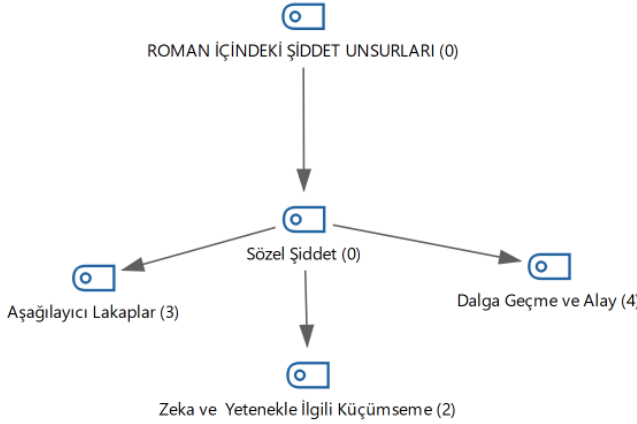 ROMAN İÇİNDEKİ ŞİDDET UNSURLARI (0)
Sözel Şiddet (0)
Aşağılayıcı Lakaplar (3)
Dalga Geçme ve Alay (4)
Zeka ve  Yetenekle İlgili Küçümseme (2)